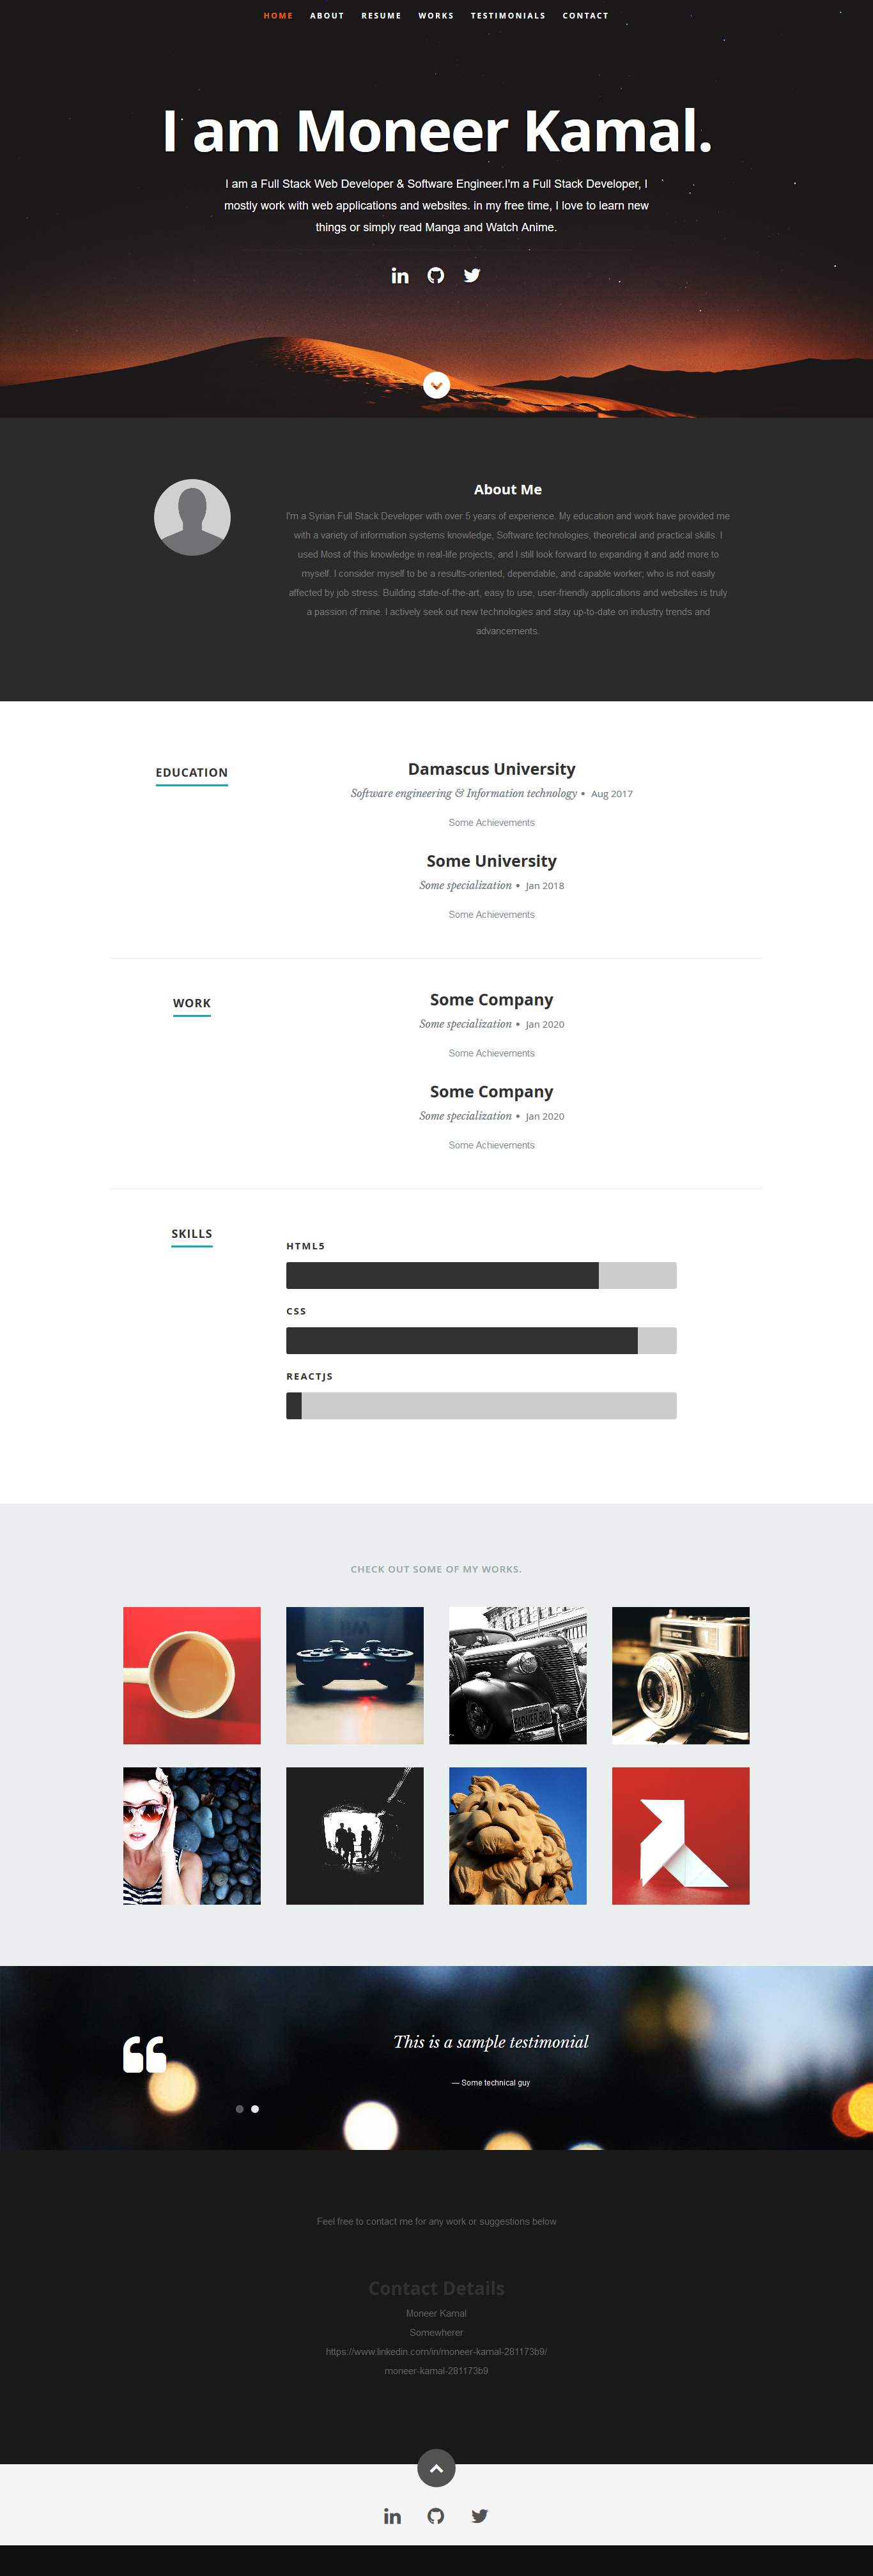 HOME ABOUT RESUME WORKS TESTIMONIALS CONTACT
I am Moneer Kamal.
I am a Full Stack Web Developer & Software Engineer.I'm a Full Stack Developer, I
mostly work with web applications and websites. in my free time, I love to learn new
things or simply read Manga and Watch Anime.
About Me
I'm a Syrian Full Stack Developer with over 5 years of experience. My education and work have provided me
with a variety of information systems knowledge, Software technologies, theoretical and practical skills. I
used Most of this knowledge in real-life projects, and I still look forward to expanding it and add more to
myself. I consider myself to be a results-oriented, dependable, and capable worker; who is not easily
affected by job stress. Building state-of-the-art, easy to use, user-friendly applications and websites is truly
a passion of mine. I actively seek out new technologies and stay up-to-date on industry trends and
advancements.
EDUCATION
Damascus University
Software engineering & Information technology • Aug 2017
Some Achievements
Some University
Some specialization • Jan 2018
Some Achievements
WORK
Some Company
Some specialization • Jan 2020
Some Achievements
Some Company
Some specialization • Jan 2020
Some Achievements
SKILLS
HTML5
CSS
REACTJS
CHECK OUT SOME OF MY WORKS.
Wii
FARMER BOY
This is a sample testimonial
— Some technical guy
Feel free to contact me for any work or suggestions below
Contact Details
Moneer Kamal
Somewherer
https://www.linkedin.com/in/moneer-kamal-281173b9/
moneer-kamal-281173b9